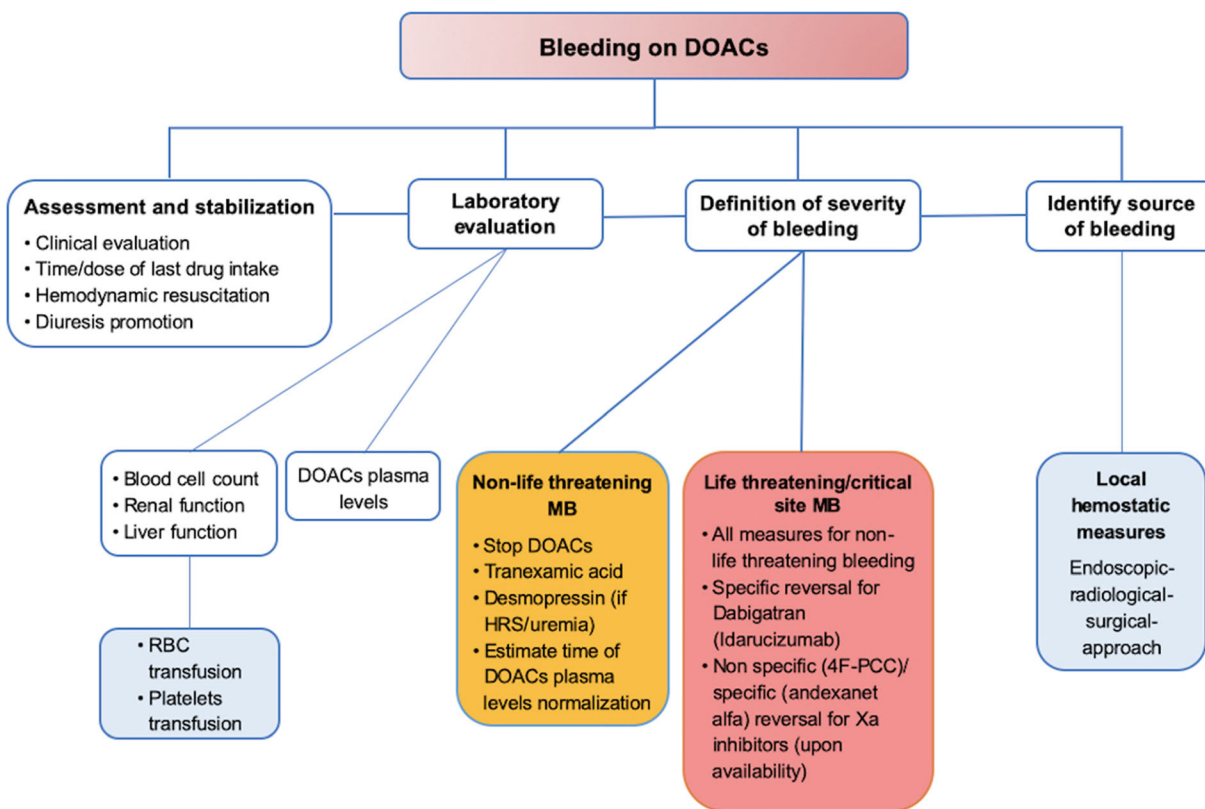 Bleeding on DOACs
Assessment and stabilization
• Clinical evaluation
• Time/dose of last drug intake
• Hemodynamic resuscitation
• Diuresis promotion
Laboratory
evaluation
Definition of severity
of bleeding
Identify source
of bleeding
• Blood cell count
• Renal function
• Liver function
DOACs plasma
levels
Non-life threatening
MB
• Stop DOACs
• Tranexamic acid
• Desmopressin (if
HRS/uremia)
• Estimate time of
DOACs plasma
levels normalization
Life threatening/critical
site MB
• All measures for non-
life threatening bleeding
• Specific reversal for
Dabigatran
(Idarucizumab)
• Non specific (4F-PCC)/
specific (andexanet
alfa) reversal for Xa
inhibitors (upon
availability)
Local
hemostatic
measures
Endoscopic-
radiological-
surgical-
approach
• RBC
transfusion
• Platelets
transfusion